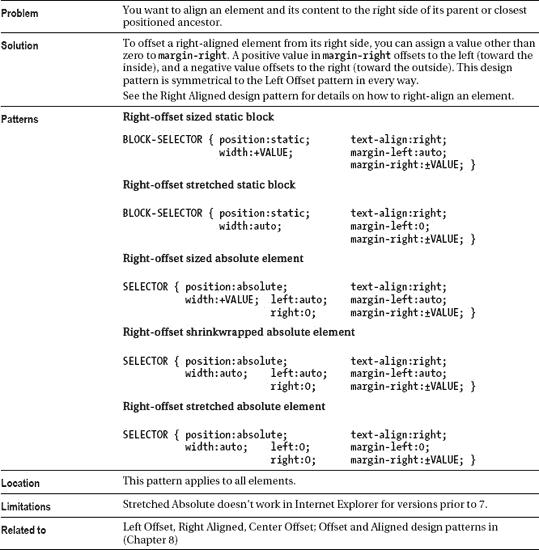 Problem
You want to align an element and its content to the right side of its parent or closest
positioned ancestor.
Solution
To offset a right-aligned element from its right side, you can assign a value other than
zero to margin-right. A positive value in margin-right offsets to the left (toward the
inside), and a negative value offsets to the right (toward the outside). This design
pattern is symmetrical to the Left Offset pattern in every way.
See the Right Aligned design pattern for details on how to right-align an element.
Patterns
Right-offset sized static block
BLOCK-SELECTOR { position:static; text-align:right;
width:+VALUE; margin-left:auto;
margin-right:±VALUE; }
Right-offset stretched static block
BLOCK-SELECTOR { position:static; text-align:right;
width:auto; margin-left:0;
margin-right:±VALUE; }
Right-offset sized absolute element
SELECTOR { position:absolute; text-align:right;
width:+VALUE; left:auto; margin-left:auto;
right:0; margin-right:±VALUE; }
Right-offset shrinkwrapped absolute element
SELECTOR { position:absolute; text-align:right;
width:auto; left:auto; margin-left:auto;
right:0; margin-right:±VALUE; }
Right-offset stretched absolute element
SELECTOR { position:absolute; text-align:right;
width:auto; left:0; margin-left:0;
right:0; margin-right:±VALUE; }
Location
This pattern applies to all elements.
Limitations
Stretched Absolute doesn't work in Internet Explorer for versions prior to 7.
Related to
Left Offset, Right Aligned, Center Offset; Offset and Aligned design patterns in
(Chapter 8)